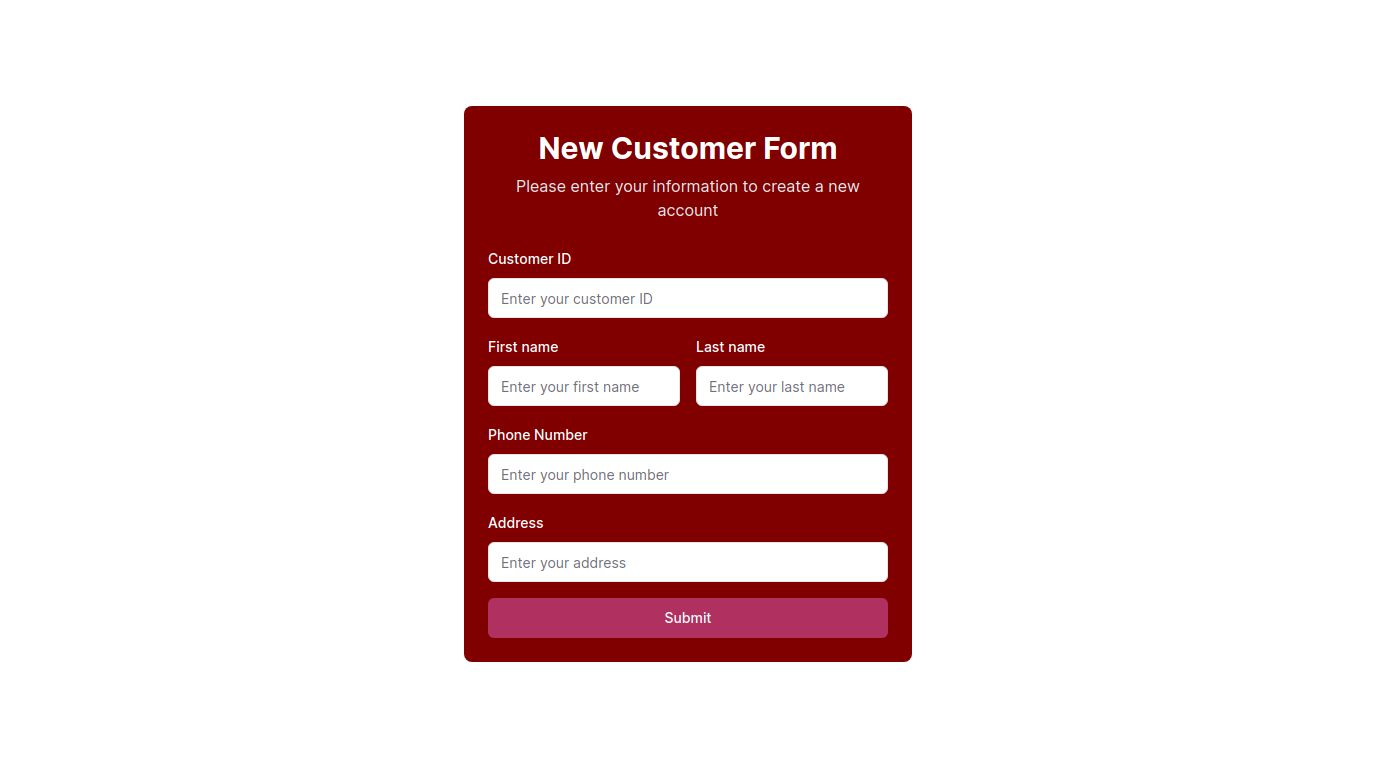 New Customer Form
Please enter your information to create a new
account
Customer ID
Enter your customer ID
First name
Last name
Enter your first name
Enter your last name
Phone Number
Enter your phone number
Address
Enter your address
Submit